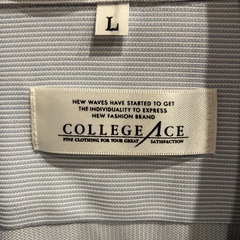 L
NEW WAVES HAVE STARTED TO GET
THE INDIVIDUALITY TO EXPRESS
NEW FASHION BRAND
COLLEGE ACE
FINE CLOTHING FOR YOUR GREAT SATISFACTION